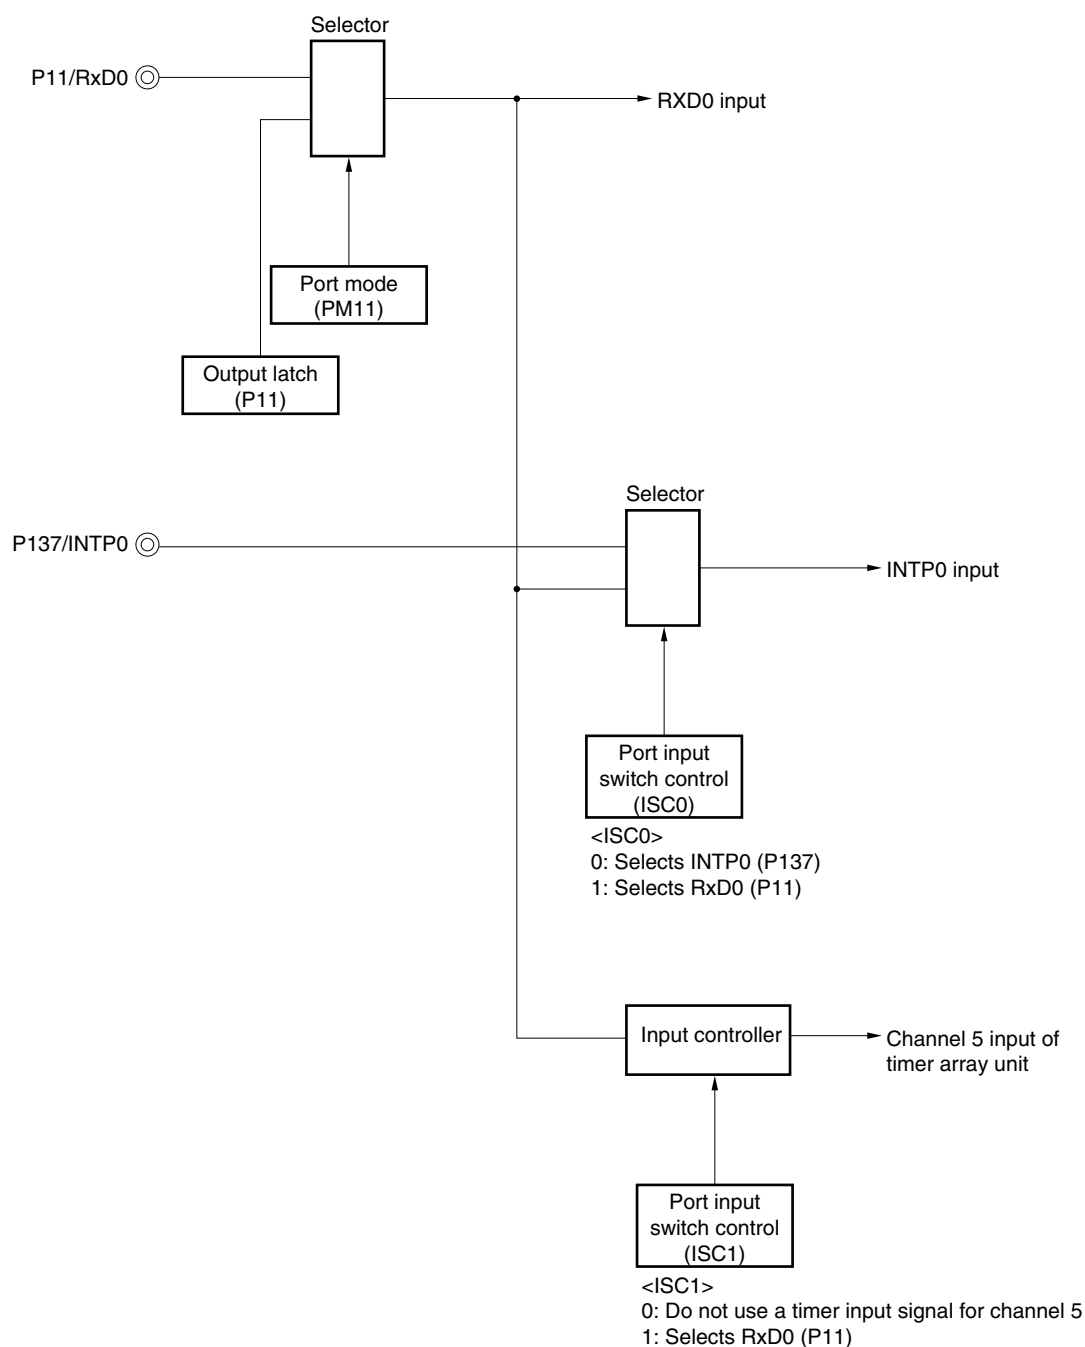 Selector
P11/RxD0
RXD0 input
Port mode
(PM11)
Output latch
(P11)
Selector
P137/INTP0
INTP0 input
Port input
switch control
(ISC0)
<ISC0>
0: Selects INTP0 (P137)
1: Selects RxD0 (P11)
Input controller
Channel 5 input of
timer array unit
Port input
switch control
(ISC1)
<ISC1>
0: Do not use a timer input signal for channel 5
1: Selects RxD0 (P11)